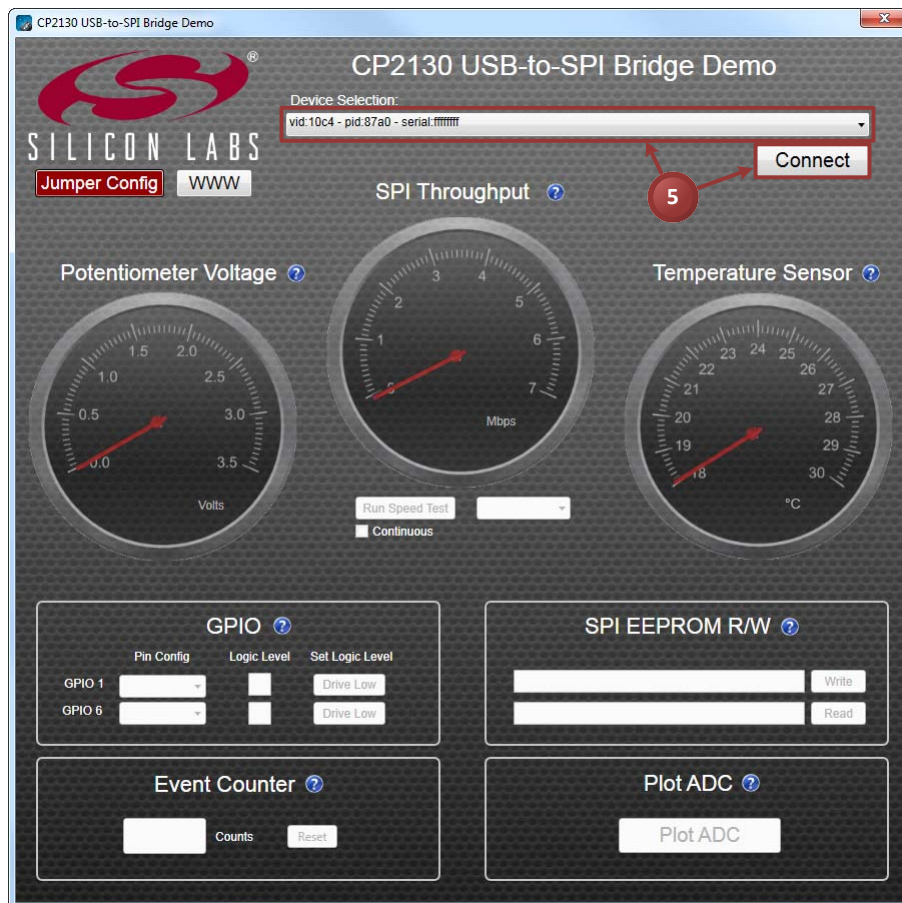 CP2130 USB-to-SPI Bridge Demo
x
®
CP2130 USB-to-SPI Bridge Demo
Device Selection:
vid:10c4 - pid:87a0 - serial:ffffffff
SILICON LABS
Connect
Jumper Config WWW
5
SPI Throughput ?
0 1 2 3 4 5 6 7
Mbps
Potentiometer Voltage ?
0.0 0.5 1.0 1.5 2.0 2.5 3.0 3.5
Volts
Temperature Sensor ?
18 19 20 21 22 23 24 25 26 27 28 29 30
°C
Run Speed Test
Continuous
GPIO ?
Pin Config Logic Level Set Logic Level
GPIO 1 Drive Low
GPIO 6 Drive Low
SPI EEPROM R/W ?
Write
Read
Event Counter ?
Counts Reset
Plot ADC ?
Plot ADC